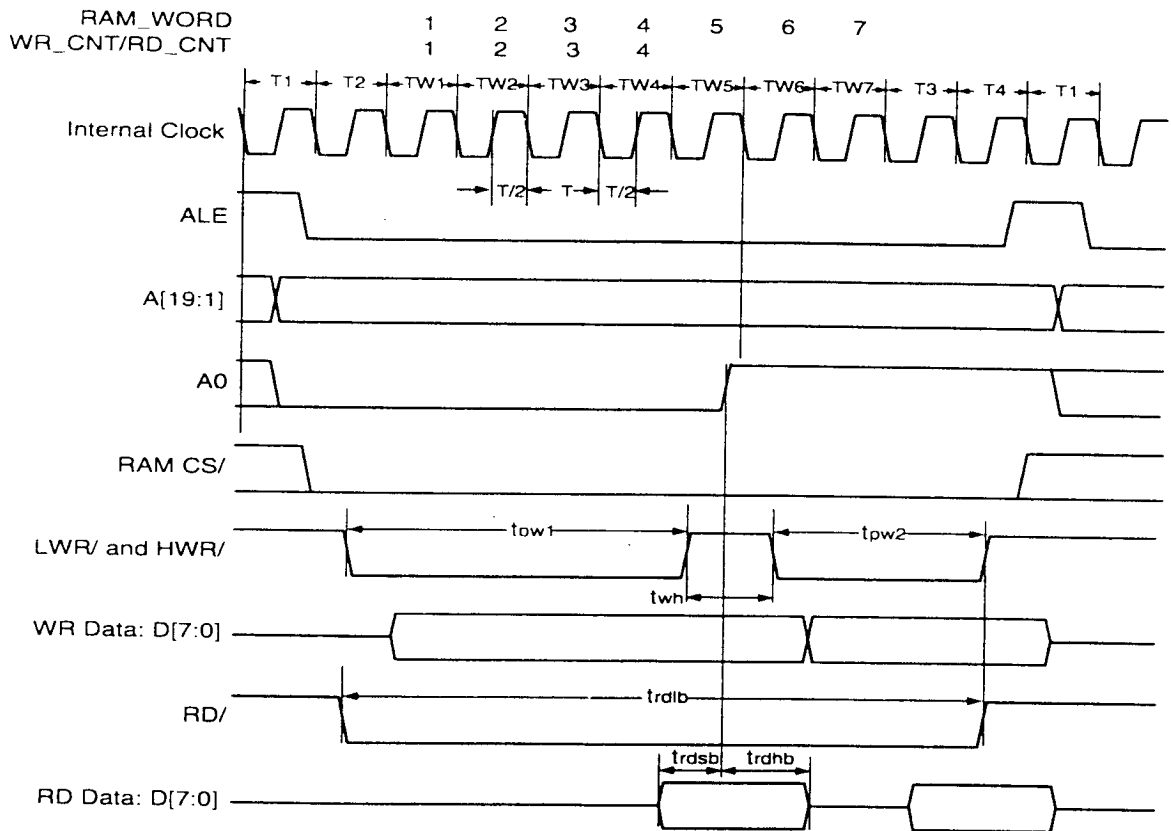 RAM_WORD 1 2 3 4 5 6 7
WR_CNT/RD_CNT 1 2 3 4
T1 T2 TW1 TW2 TW3 TW4 TW5 TW6 TW7 T3 T4 T1
Internal Clock
T/2 T T/2
ALE
A[19:1]
A0
RAM CS/
LWR/ and HWR/ tpw1 tpw2
twh
WR Data: D[7:0]
RD/ trdlb
trdsb trdhb
RD Data: D[7:0]